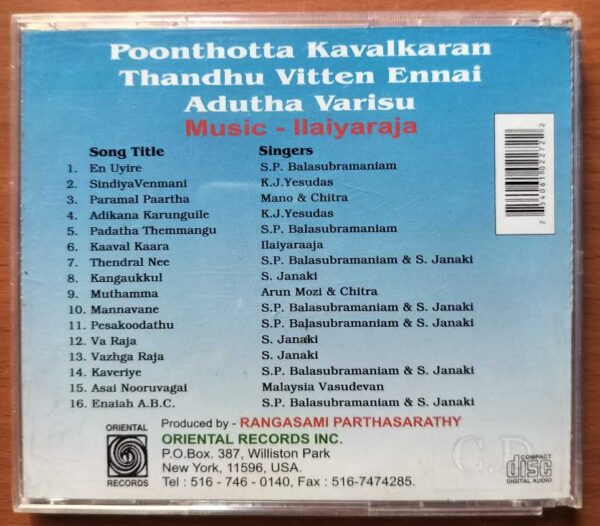 Poonthotta Kavalkaran
Thandhu Vitten Ennai
Adutha Varisu
Music - Ilaiyaraja
Song Title Singers
1. En Uyire S.P. Balasubramaniam
2. SindiyaVenmani K.J.Yesudas
3. Paramal Paartha Mano & Chitra
4. Adikana Karunguile K.J.Yesudas
5. Padatha Themmangu S.P. Balasubramaniam
6. Kaaval Kaara Ilaiyaraaja
7. Thendral Nee S.P. Balasubramaniam & S. Janaki
8. Kangaukkul S. Janaki
9. Muthamma Arun Mozi & Chitra
10. Mannavane S.P. Balasubramaniam & S. Janaki
11. Pesakoodathu S.P. Balasubramaniam & S. Janaki
12. Va Raja S. Janaki
13. Vazhga Raja S. Janaki
14. Kaveriye S.P. Balasubramaniam & S. Janaki
15. Asai Nooruvagai Malaysia Vasudevan
16. Enaiah A.B.C. S.P. Balasubramaniam & S. Janaki
Produced by - RANGASAMI PARTHASARATHY
ORIENTAL RECORDS INC.
P.O.Box. 387, Williston Park
New York, 11596, USA.
Tel : 516 - 746 - 0140, Fax : 516-7474285.
ORIENTAL
RECORDS
C.D
COMPACT
disc
DIGITAL AUDIO